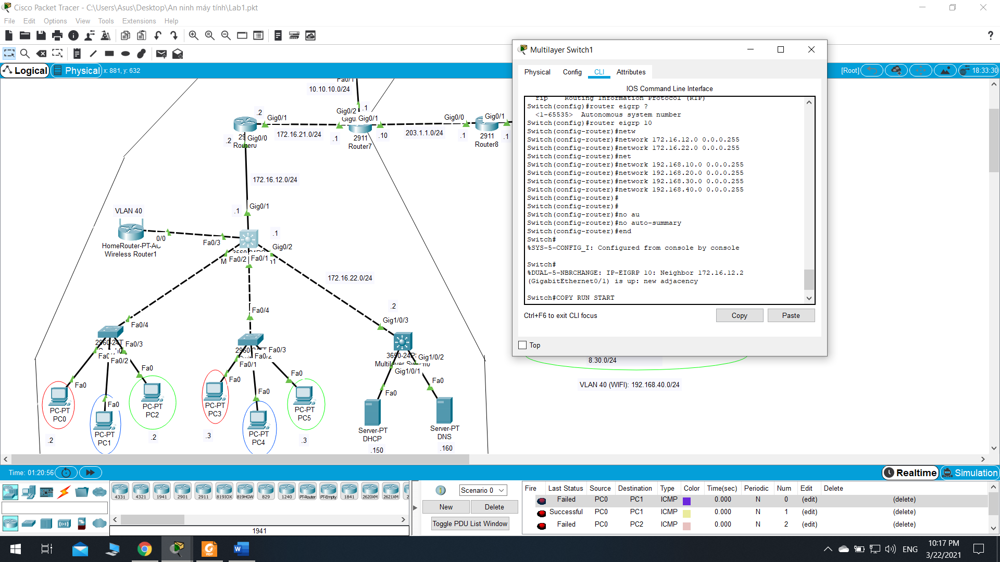 Cisco Packet Tracer - C:\Users\Asus\Desktop\An ninh máy tính\Lab1.pkt
File Edit Options View Tools Extensions Help
?
Logical
Physical
x: 881, y: 632
[Root]
18:33:30
Fa0/1
10.10.10.0/24
.2
Gig0/1
Gig0/2
.1
Gig0/1
Gig0/0
Gig0/1
172.16.21.0/24
.1
.10
203.1.1.0/24
.1
.1
.2
Gig0/0
Router0
2911
Router7
2911
Router8
172.16.12.0/24
VLAN 40
.1
Gig0/1
0/0
Fa0/3
.1
Gig0/2
HomeRouter-PT-AC
Wireless Router1
Fa0/2
Fa0/1
172.16.22.0/24
.2
Fa0/4
Fa0/4
Gig1/0/3
Fa0/3
Fa0/2
Fa0/3
Fa0/2
Fa0/1
Gig1/0/2
Gig1/0/1
Fa0
Fa0
Fa0
Fa0
Fa0
Fa0
Fa0
Fa0
PC-PT
PC0
PC-PT
PC1
PC-PT
PC2
PC-PT
PC3
PC-PT
PC4
PC-PT
PC5
.2
.2
.3
.3
Server-PT
DHCP
.150
Server-PT
DNS
.160
8.30.0/24
VLAN 40 (WIFI): 192.168.40.0/24
Multilayer Switch1
Physical Config CLI Attributes
IOS Command Line Interface
rip Routing Information Protocol (RIP)
Switch(config)#router eigrp ?
<1-65535> Autonomous system number
Switch(config)#router eigrp 10
Switch(config-router)#netw
Switch(config-router)#network 172.16.12.0 0.0.0.255
Switch(config-router)#network 172.16.22.0 0.0.0.255
Switch(config-router)#net
Switch(config-router)#network 192.168.10.0 0.0.0.255
Switch(config-router)#network 192.168.20.0 0.0.0.255
Switch(config-router)#network 192.168.30.0 0.0.0.255
Switch(config-router)#network 192.168.40.0 0.0.0.255
Switch(config-router)#
Switch(config-router)#
Switch(config-router)#no au
Switch(config-router)#no auto-summary
Switch(config-router)#end
Switch#
%SYS-5-CONFIG_I: Configured from console by console
Switch#
%DUAL-5-NBRCHANGE: IP-EIGRP 10: Neighbor 172.16.12.2
(GigabitEthernet0/1) is up: new adjacency
Switch#COPY RUN START
Ctrl+F6 to exit CLI focus
Copy
Paste
Top
Time: 01:20:56
Realtime
Simulation
4331 4321 1941 2901 2911 819IOX 819HGW 829 1240 PT-Router PT-Empty 1841 2620XM 2621XM
1941
Scenario 0
New
Delete
Toggle PDU List Window
Fire Last Status Source Destination Type Color Time(sec) Periodic Num Edit Delete
Failed PC0 PC1 ICMP 0.000 N 0 (edit) (delete)
Successful PC0 PC1 ICMP 0.000 N 1 (edit) (delete)
Failed PC0 PC2 ICMP 0.000 N 2 (edit) (delete)
ENG
10:17 PM
3/22/2021